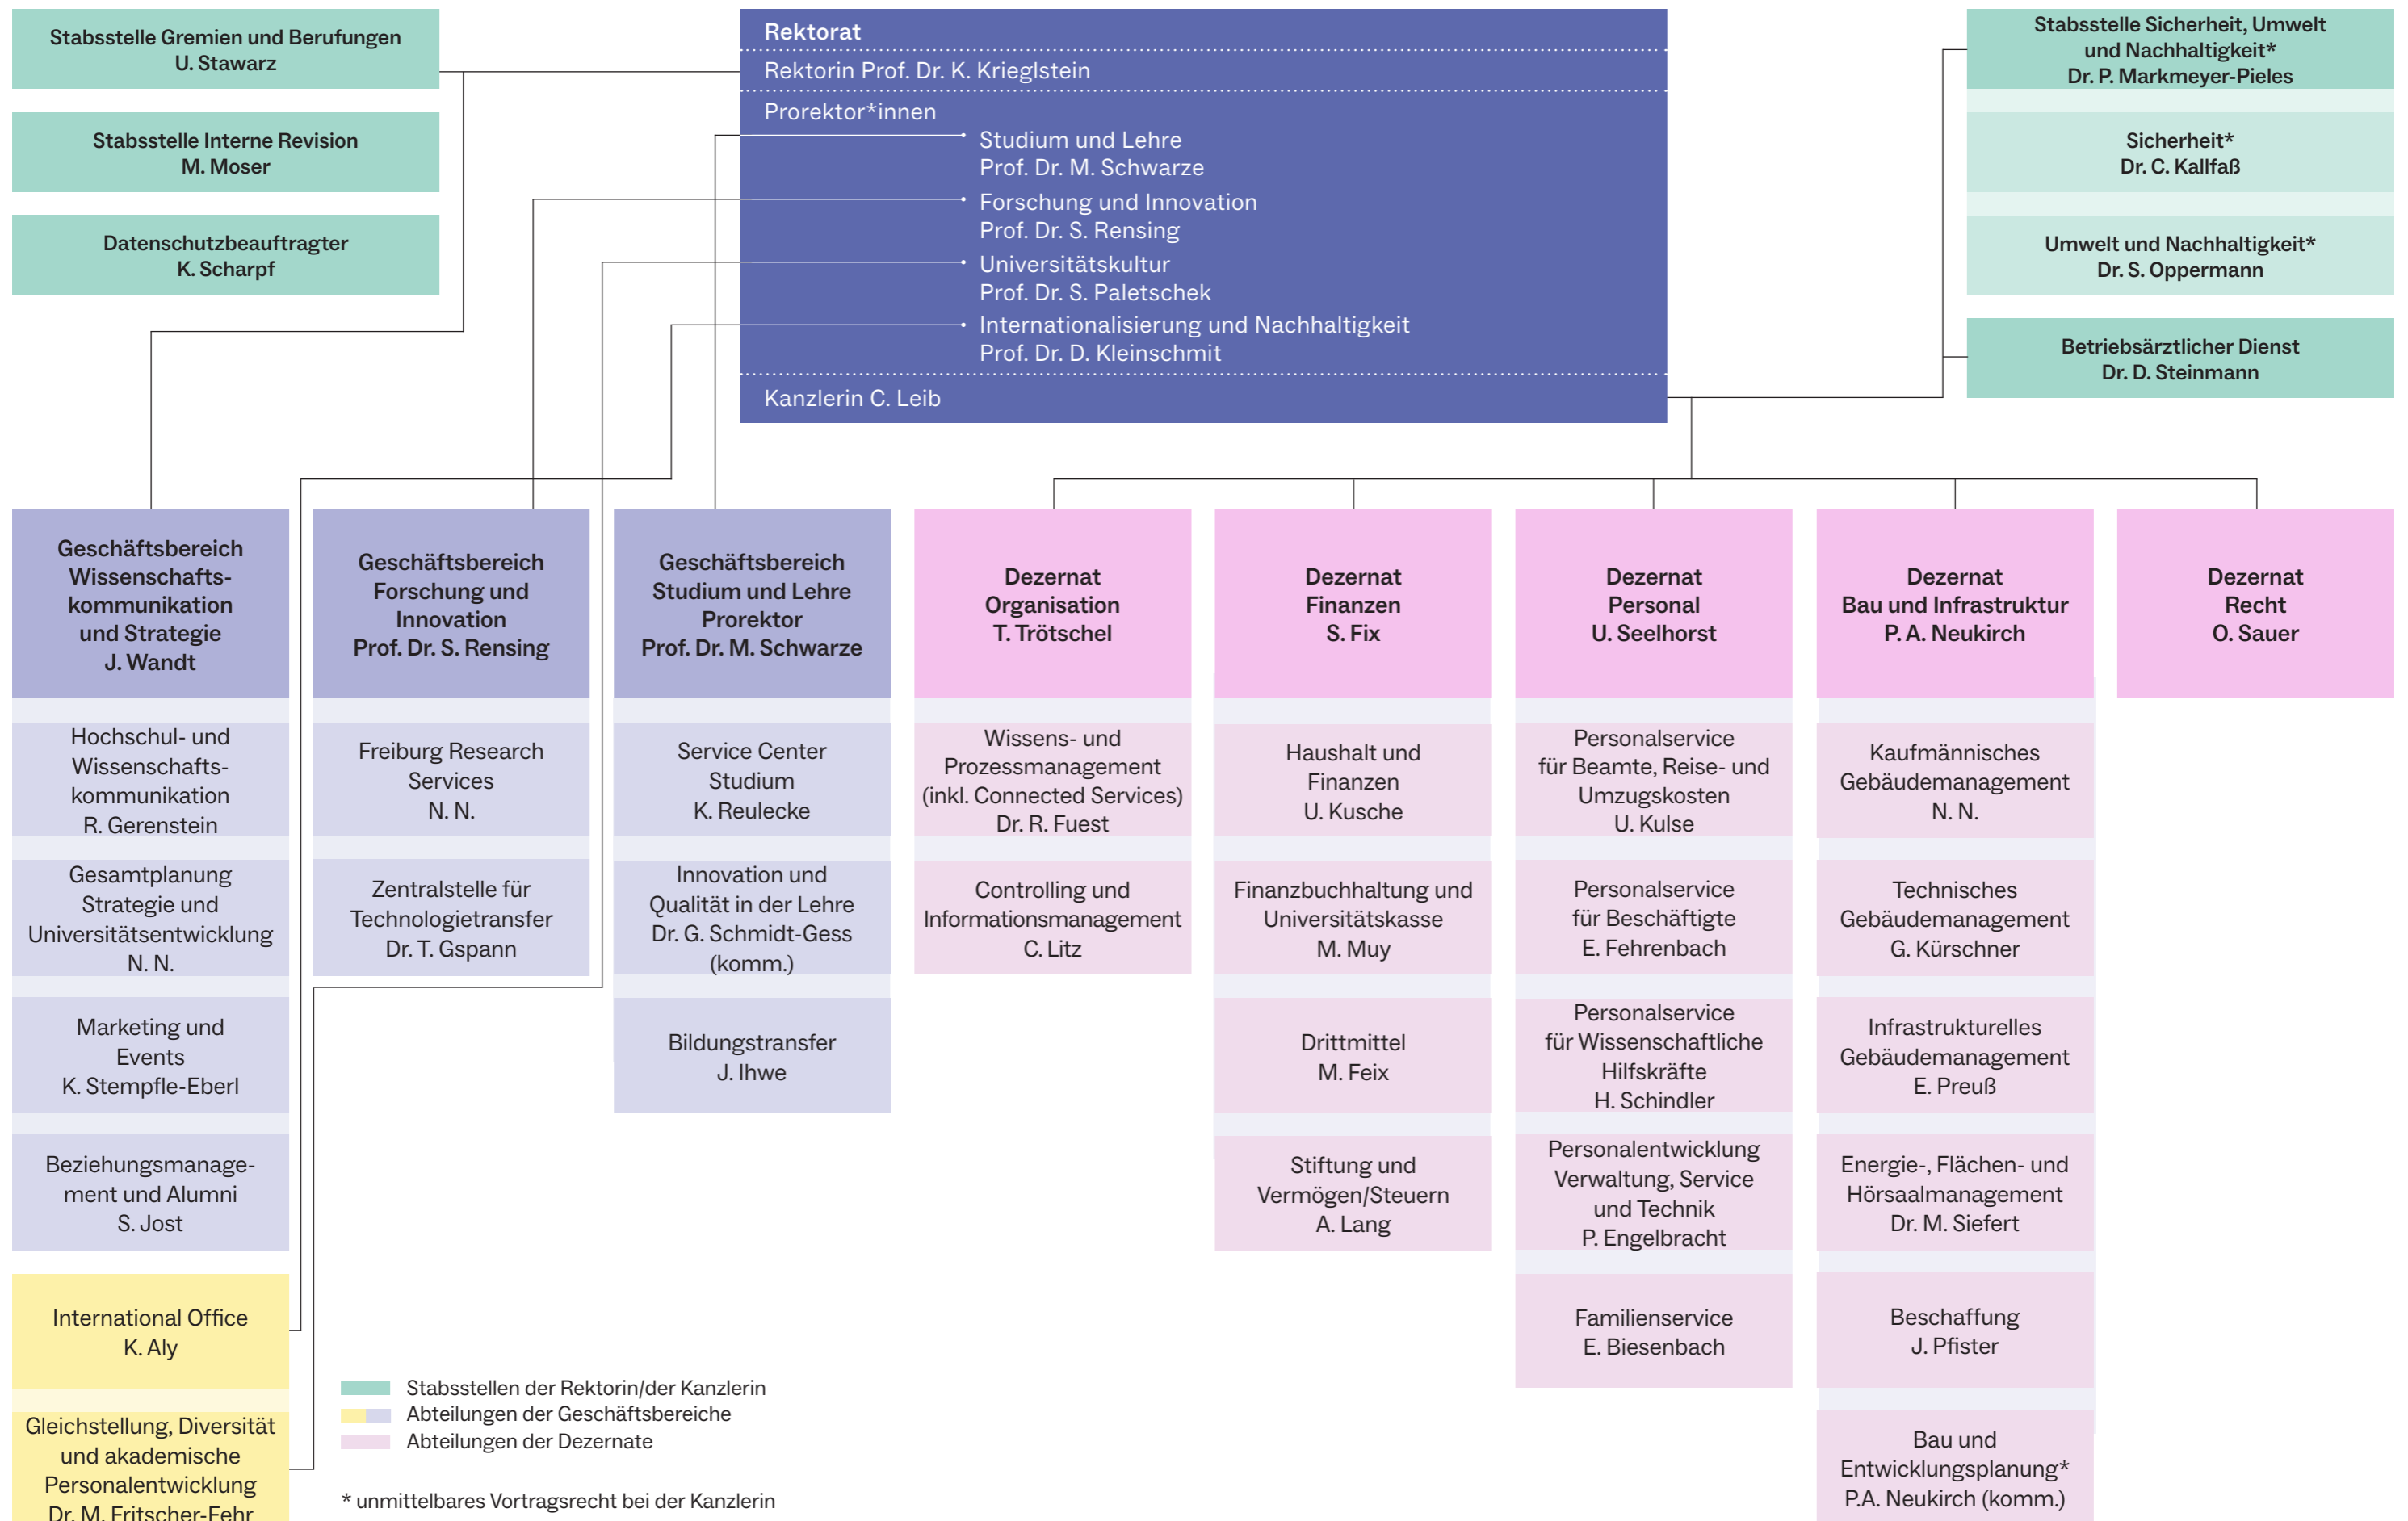 Stabsstelle Gremien und Berufungen
U. Stawarz
Stabsstelle Interne Revision
M. Moser
Datenschutzbeauftragter
K. Scharpf
Rektorat
Rektorin Prof. Dr. K. Krieglstein
Prorektor*innen
Studium und Lehre
Prof. Dr. M. Schwarze
Forschung und Innovation
Prof. Dr. S. Rensing
Universitätskultur
Prof. Dr. S. Paletschek
Internationalisierung und Nachhaltigkeit
Prof. Dr. D. Kleinschmit
Kanzlerin C. Leib
Stabsstelle Sicherheit, Umwelt
und Nachhaltigkeit*
Dr. P. Markmeyer-Pieles
Sicherheit*
Dr. C. Kallfaß
Umwelt und Nachhaltigkeit*
Dr. S. Oppermann
Betriebsärztlicher Dienst
Dr. D. Steinmann
Geschäftsbereich
Wissenschafts-
kommunikation
und Strategie
J. Wandt
Hochschul- und
Wissenschafts-
kommunikation
R. Gerenstein
Gesamtplanung
Strategie und
Universitätsentwicklung
N. N.
Marketing und
Events
K. Stempfle-Eberl
Beziehungsmanage-
ment und Alumni
S. Jost
International Office
K. Aly
Gleichstellung, Diversität
und akademische
Personalentwicklung
Dr. M. Fritscher-Fehr
Geschäftsbereich
Forschung und
Innovation
Prof. Dr. S. Rensing
Freiburg Research
Services
N. N.
Zentralstelle für
Technologietransfer
Dr. T. Gspann
Geschäftsbereich
Studium und Lehre
Prorektor
Prof. Dr. M. Schwarze
Service Center
Studium
K. Reulecke
Innovation und
Qualität in der Lehre
Dr. G. Schmidt-Gess
(komm.)
Bildungstransfer
J. Ihwe
Dezernat
Organisation
T. Trötschel
Wissens- und
Prozessmanagement
(inkl. Connected Services)
Dr. R. Fuest
Controlling und
Informationsmanagement
C. Litz
Dezernat
Finanzen
S. Fix
Haushalt und
Finanzen
U. Kusche
Finanzbuchhaltung und
Universitätskasse
M. Muy
Drittmittel
M. Feix
Stiftung und
Vermögen/Steuern
A. Lang
Dezernat
Personal
U. Seelhorst
Personalservice
für Beamte, Reise- und
Umzugskosten
U. Kulse
Personalservice
für Beschäftigte
E. Fehrenbach
Personalservice
für Wissenschaftliche
Hilfskräfte
H. Schindler
Personalentwicklung
Verwaltung, Service
und Technik
P. Engelbracht
Familienservice
E. Biesenbach
Dezernat
Bau und Infrastruktur
P. A. Neukirch
Kaufmännisches
Gebäudemanagement
N. N.
Technisches
Gebäudemanagement
G. Kürschner
Infrastrukturelles
Gebäudemanagement
E. Preuß
Energie-, Flächen- und
Hörsaalmanagement
Dr. M. Siefert
Beschaffung
J. Pfister
Bau und
Entwicklungsplanung*
P.A. Neukirch (komm.)
Dezernat
Recht
O. Sauer
Stabsstellen der Rektorin/der Kanzlerin
Abteilungen der Geschäftsbereiche
Abteilungen der Dezernate
* unmittelbares Vortragsrecht bei der Kanzlerin